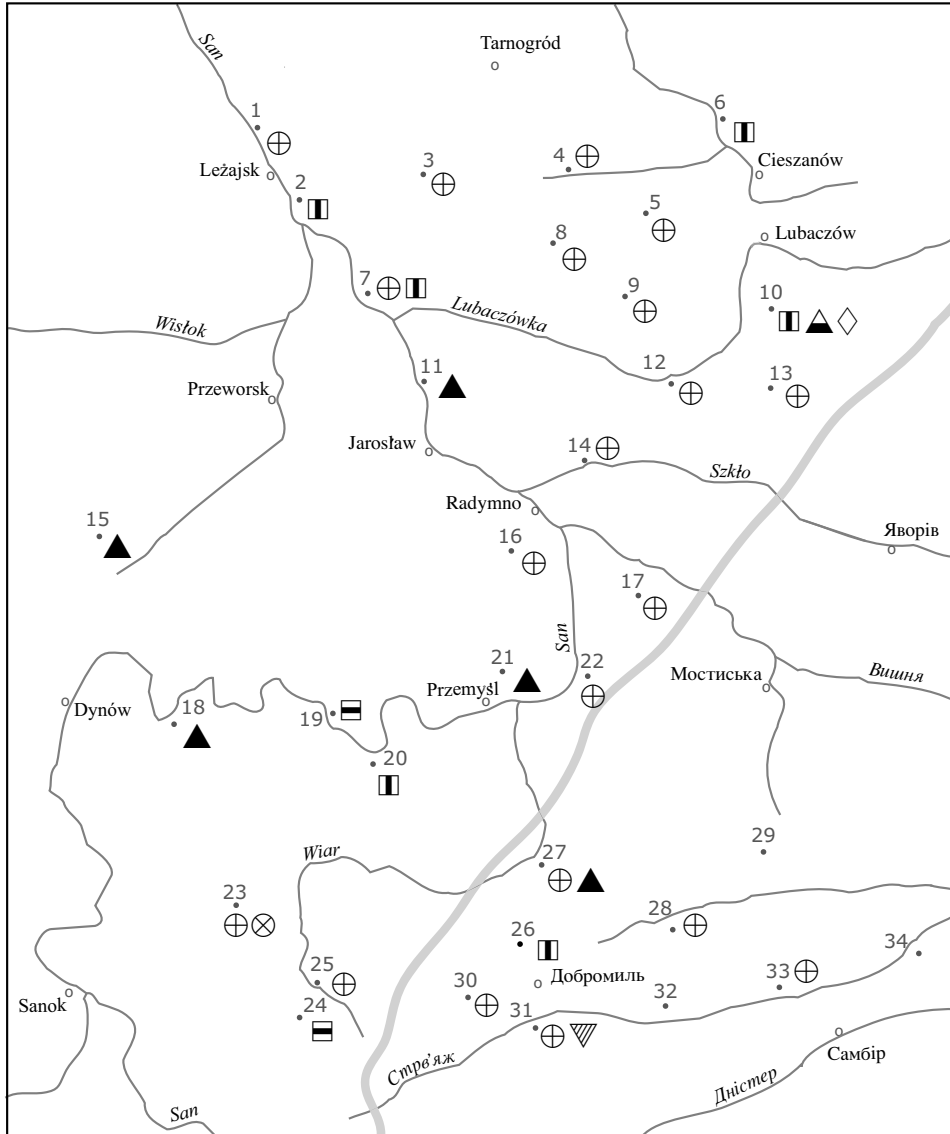 San
Tarnogród
1
6
3
4
Leżajsk
Cieszanów
2
5
8
Lubaczów
7
9
10
Lubaczówka
Wisłok
11
12
13
Przeworsk
Jarosław
14
Szkło
Radymno
15
16
Яворів
17
San
21
22
Przemyśl
Мостиська
Вишня
Dynów
18
19
20
29
Wiar
27
23
28
26
34
25
Добромиль
33
Sanok
30
24
31
32
Самбір
Стрв'яж
Дністер
San